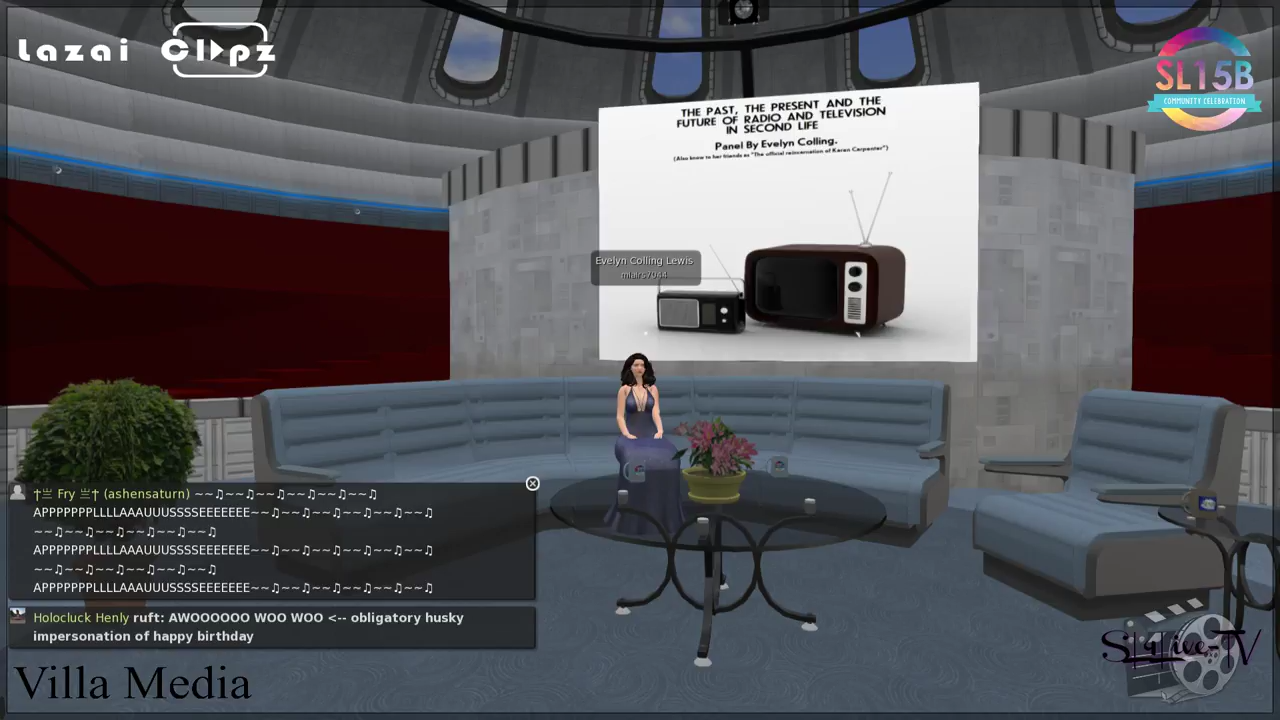 Lazai Clipz
SL15B
COMMUNITY CELEBRATION
THE PAST, THE PRESENT AND THE
FUTURE OF RADIO AND TELEVISION
IN SECOND LIFE
Panel By Evelyn Colling.
(Also know to her friends as "The official reincarnation of Karen Carpenter")
Evelyn Colling Lewis
mlairs7044
†亗 Fry 亗† (ashensaturn) ~~♫~~♫~~♫~~♫~~♫~~♫
APPPPPPPLLLLAAAUUUSSSSEEEEEEE~~♫~~♫~~♫~~♫~~♫~~♫
~~♫~~♫~~♫~~♫~~♫~~♫
APPPPPPPLLLLAAAUUUSSSSEEEEEEE~~♫~~♫~~♫~~♫~~♫~~♫
~~♫~~♫~~♫~~♫~~♫~~♫
APPPPPPPLLLLAAAUUUSSSSEEEEEEE~~♫~~♫~~♫~~♫~~♫~~♫
Holocluck Henly ruft: AWOOOOOO WOO WOO <-- obligatory husky
impersonation of happy birthday
SL4Live-TV
Villa Media